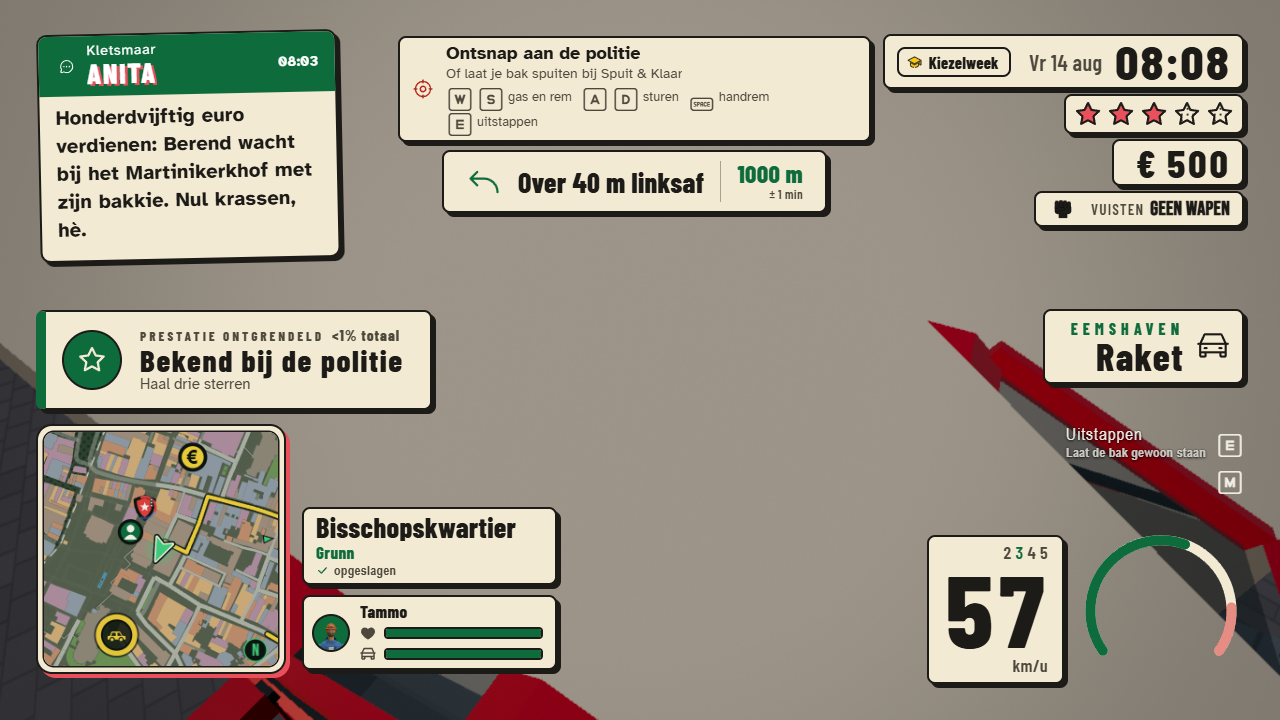 Kletsmaar
ANITA
08:03
Honderdvijftig euro
verdienen: Berend wacht
bij het Martinikerkhof met
zijn bakkie. Nul krassen,
hè.
Ontsnap aan de politie
Of laat je bak spuiten bij Spuit & Klaar
W S gas en rem A D sturen SPACE handrem
E uitstappen
Over 40 m linksaf
1000 m
± 1 min
Kiezelweek
Vr 14 aug 08:08
€ 500
VUISTEN GEEN WAPEN
PRESTATIE ONTGRENDELD <1% totaal
Bekend bij de politie
Haal drie sterren
EEMSHAVEN
Raket
Uitstappen
Laat de bak gewoon staan
E
M
€
N
Bisschopskwartier
Grunn
opgeslagen
Tammo
2 3 4 5
57
km/u